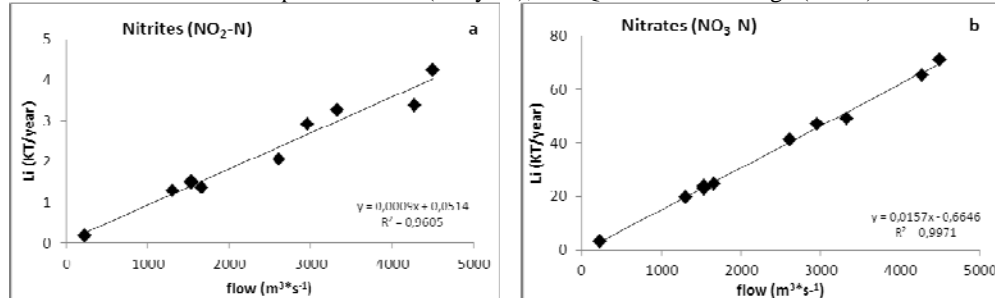 Nitrites (NO₂-N)
a
Li (KT/year)
5
4
3
2
1
0
y = 0,0009x + 0,0514
R² = 0,9605
0 1000 2000 3000 4000 5000
flow (m³*s⁻¹)
Nitrates (NO₃ N)
b
Li (KT/year)
80
60
40
20
0
y = 0,0157x - 0,6646
R² 0,9971
0 1000 2000 3000 4000 5000
flow (m³*s⁻¹)